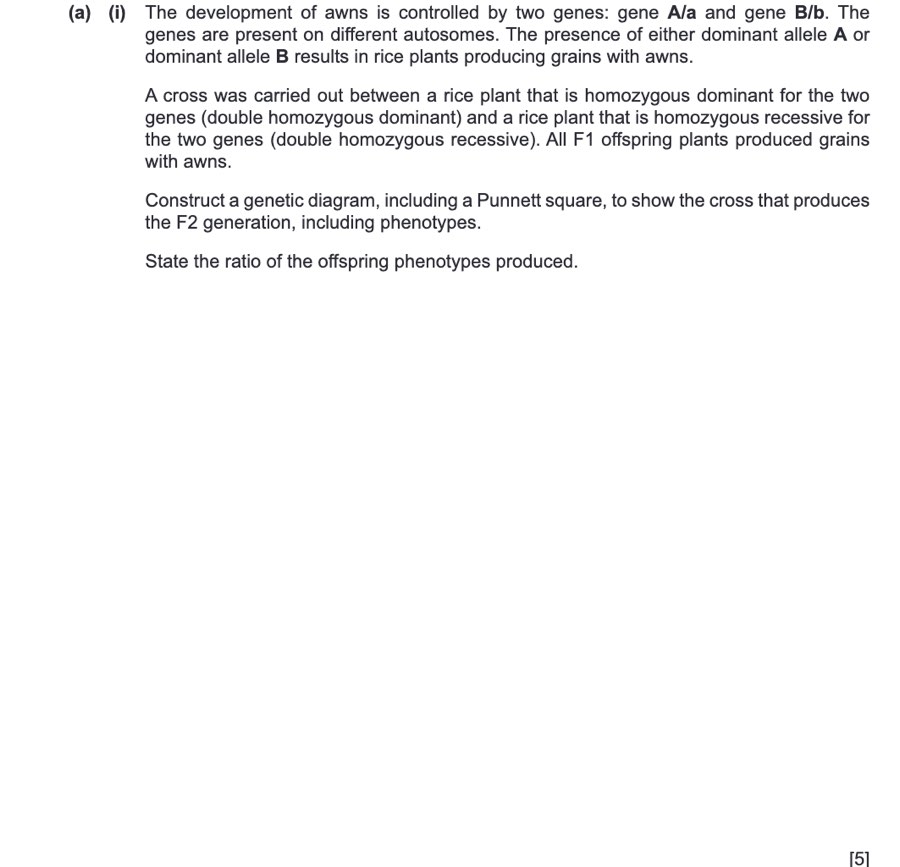 (a) (i) The development of awns is controlled by two genes: gene A/a and gene B/b. The
genes are present on different autosomes. The presence of either dominant allele A or
dominant allele B results in rice plants producing grains with awns.
A cross was carried out between a rice plant that is homozygous dominant for the two
genes (double homozygous dominant) and a rice plant that is homozygous recessive for
the two genes (double homozygous recessive). All F1 offspring plants produced grains
with awns.
Construct a genetic diagram, including a Punnett square, to show the cross that produces
the F2 generation, including phenotypes.
State the ratio of the offspring phenotypes produced.
[5]